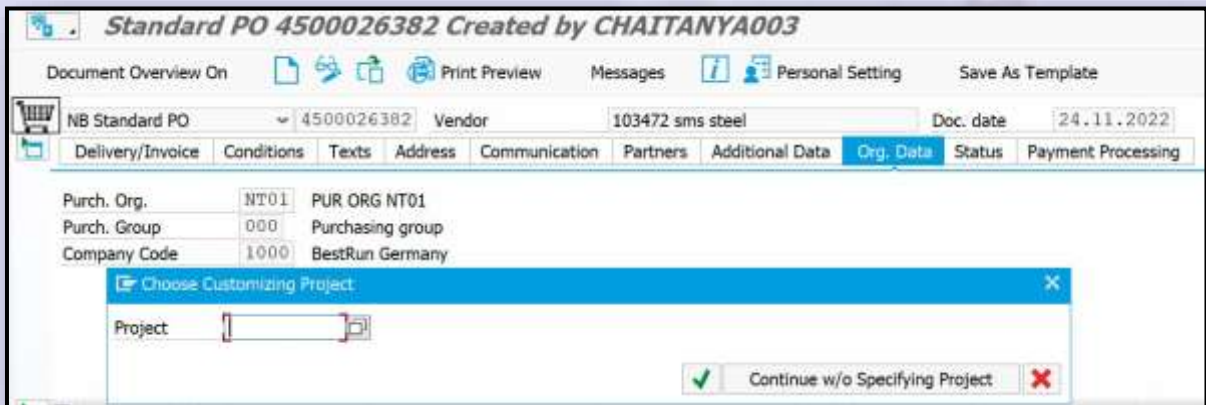 Standard PO 4500026382 Created by CHAITANYA003
Document Overview On Print Preview Messages Personal Setting Save As Template
NB Standard PO 4500026382 Vendor 103472 sms steel Doc. date 24.11.2022
Delivery/Invoice Conditions Texts Address Communication Partners Additional Data Org. Data Status Payment Processing
Purch. Org. NT01 PUR ORG NT01
Purch. Group 000 Purchasing group
Company Code 1000 BestRun Germany
Choose Customizing Project
Project
Continue w/o Specifying Project